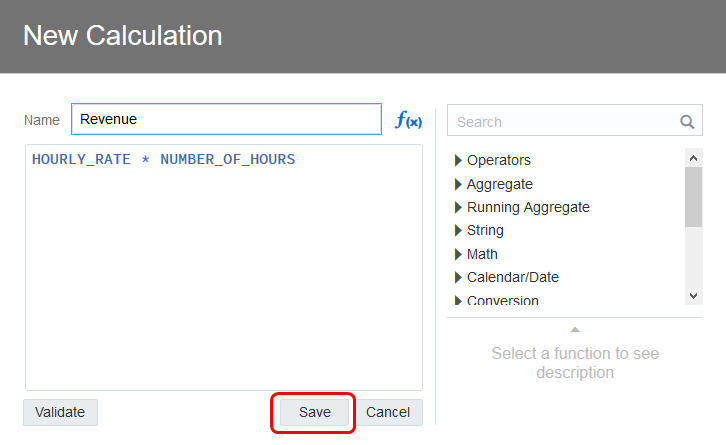 New Calculation
Name Revenue f(x)
HOURLY_RATE * NUMBER_OF_HOURS
Validate Save Cancel
Search
Operators
Aggregate
Running Aggregate
String
Math
Calendar/Date
Conversion
Select a function to see
description